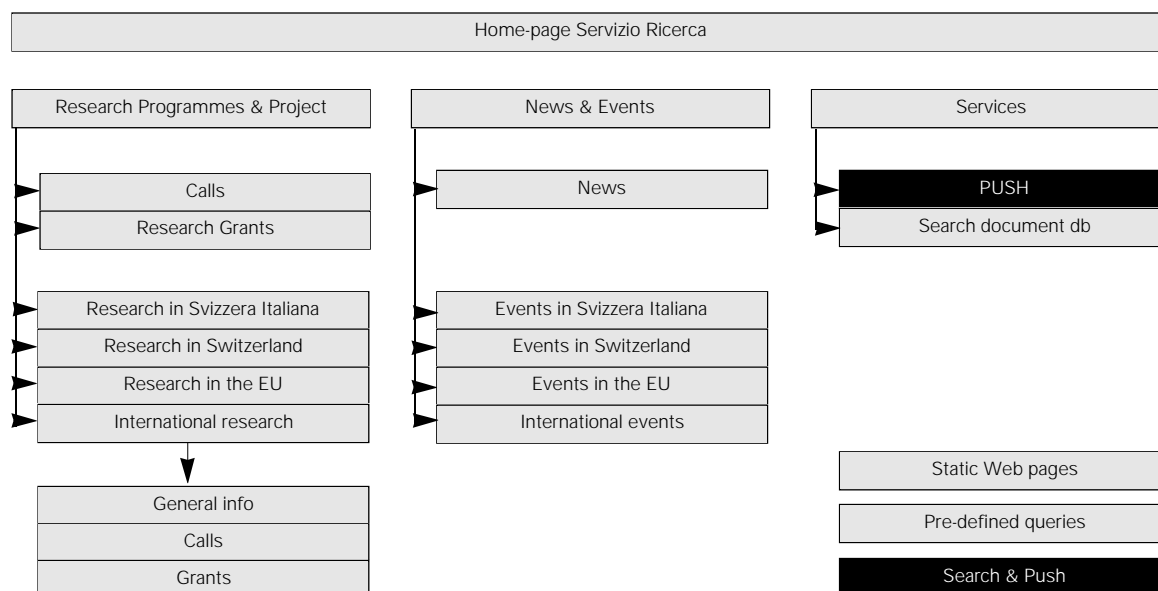 Home-page Servizio Ricerca
Research Programmes & Project
Calls
Research Grants
Research in Svizzera Italiana
Research in Switzerland
Research in the EU
International research
General info
Calls
Grants
News & Events
News
Events in Svizzera Italiana
Events in Switzerland
Events in the EU
International events
Services
PUSH
Search document db
Static Web pages
Pre-defined queries
Search & Push